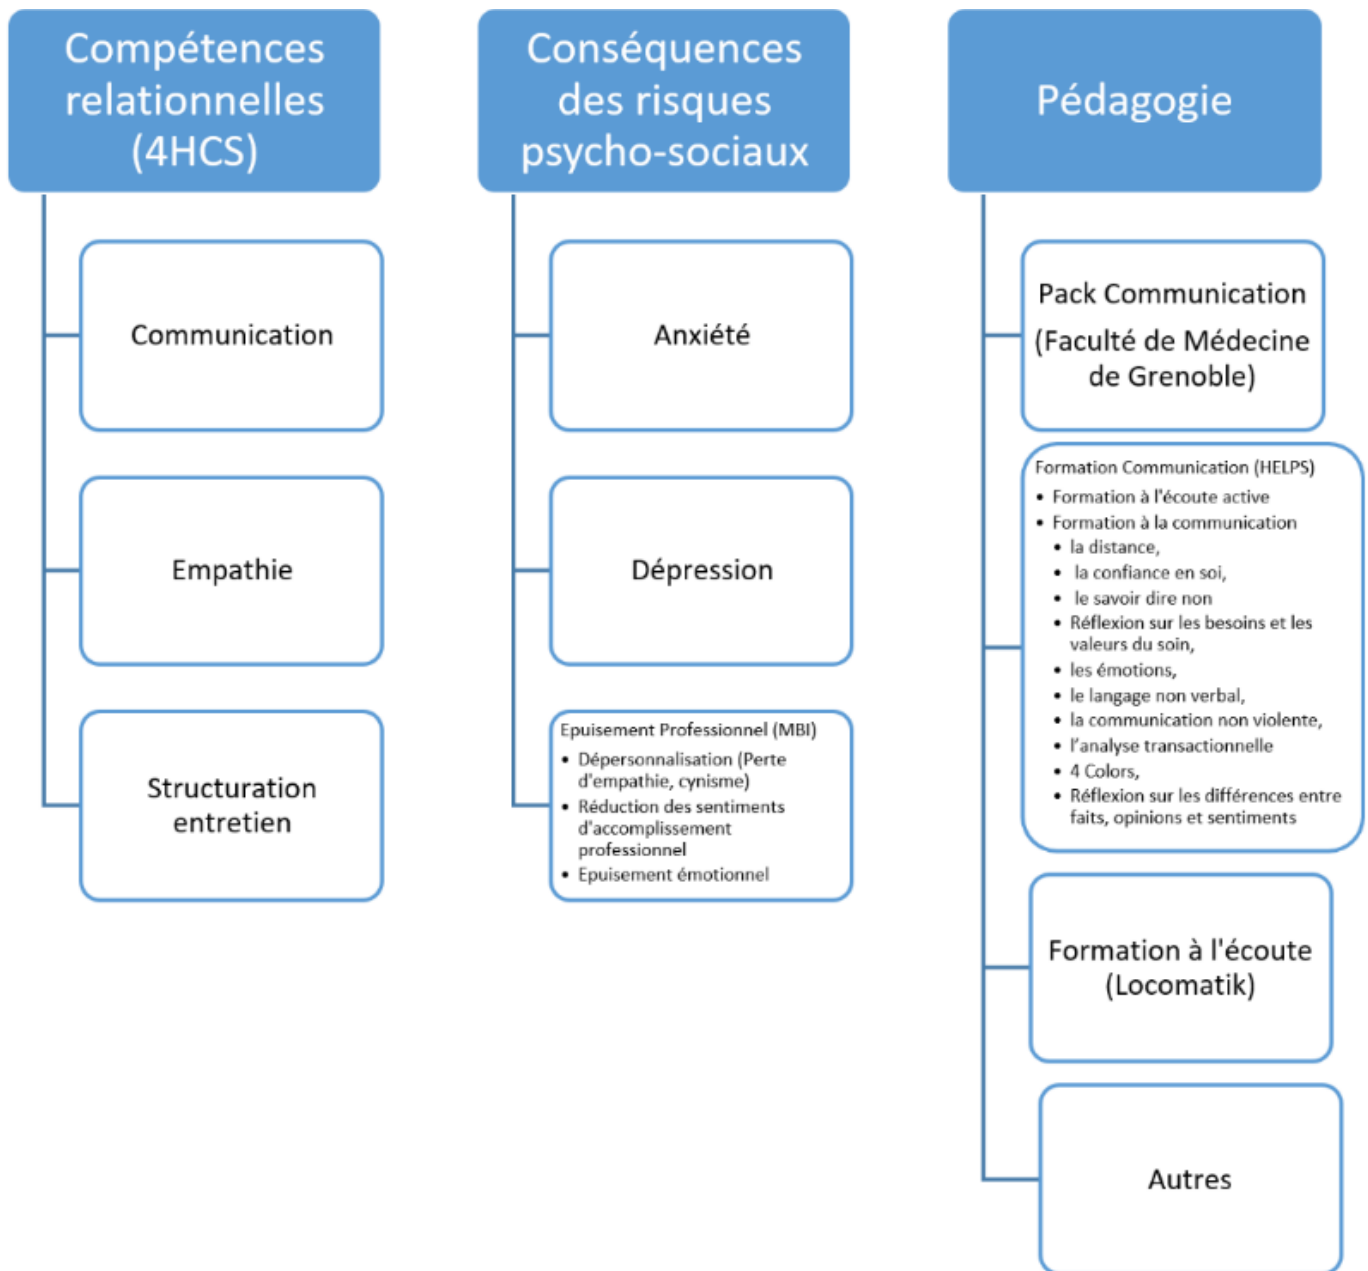 Compétences
relationnelles
(4HCS)
Communication
Empathie
Structuration
entretien
Conséquences
des risques
psycho-sociaux
Anxiété
Dépression
Epuisement Professionnel (MBI)
• Dépersonnalisation (Perte
d'empathie, cynisme)
• Réduction des sentiments
d'accomplissement
professionnel
• Epuisement émotionnel
Pédagogie
Pack Communication
(Faculté de Médecine
de Grenoble)
Formation Communication (HELPS)
• Formation à l'écoute active
• Formation à la communication
• la distance,
• la confiance en soi,
• le savoir dire non
• Réflexion sur les besoins et les
valeurs du soin,
• les émotions,
• le langage non verbal,
• la communication non violente,
• l’analyse transactionnelle
• 4 Colors,
• Réflexion sur les différences entre
faits, opinions et sentiments
Formation à l'écoute
(Locomatik)
Autres